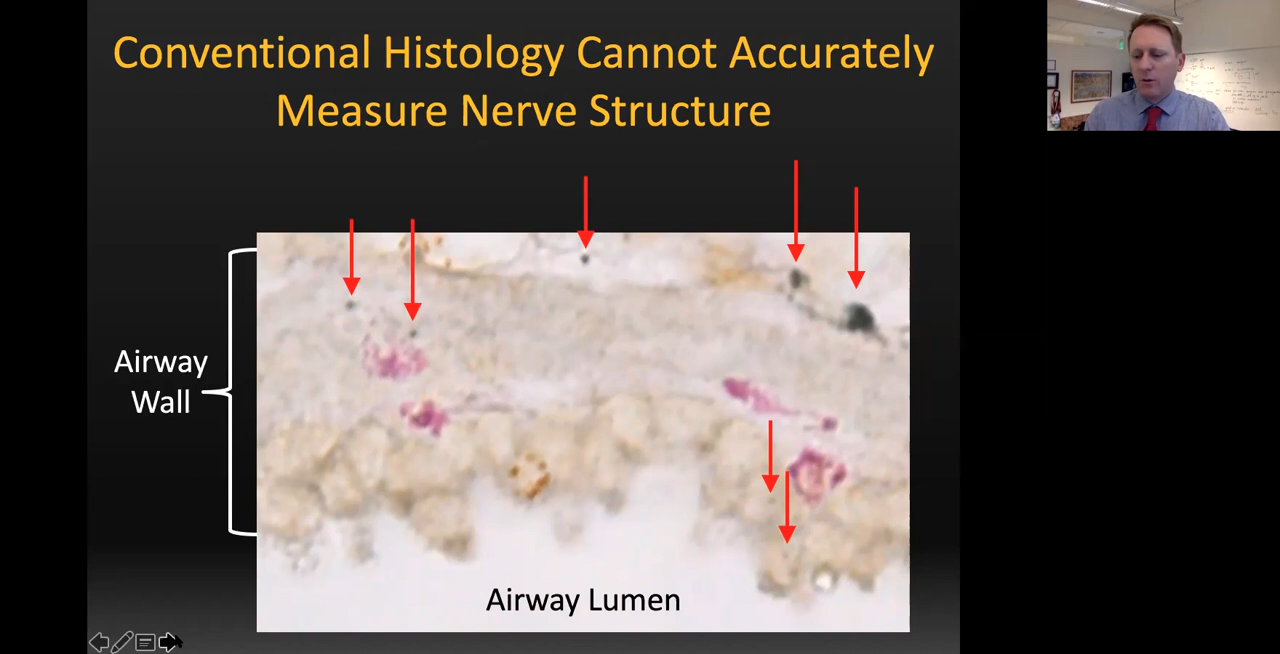 Conventional Histology Cannot Accurately
Measure Nerve Structure
Airway
Wall
Airway Lumen